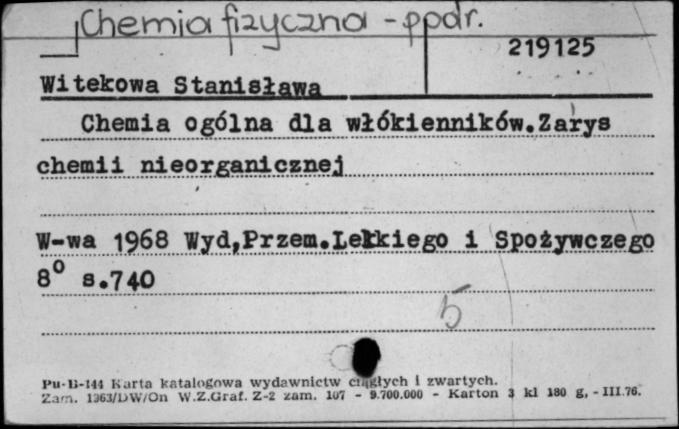 Chemia fizyczna - ppdr.
219125
Witekowa Stanisława
Chemia ogólna dla włókienników.Zarys
chemii nieorganicznej
W-wa 1968 Wyd,Przem.Lekkiego i Spożywczego
8⁰ s.740
5
Pu-B-144 Karta katalogowa wydawnictw ciągłych i zwartych.
Zam. 1363/DW/On W.Z.Graf. Z-2 zam. 107 - 9.700.000 - Karton 3 kl 180 g, - III.76.